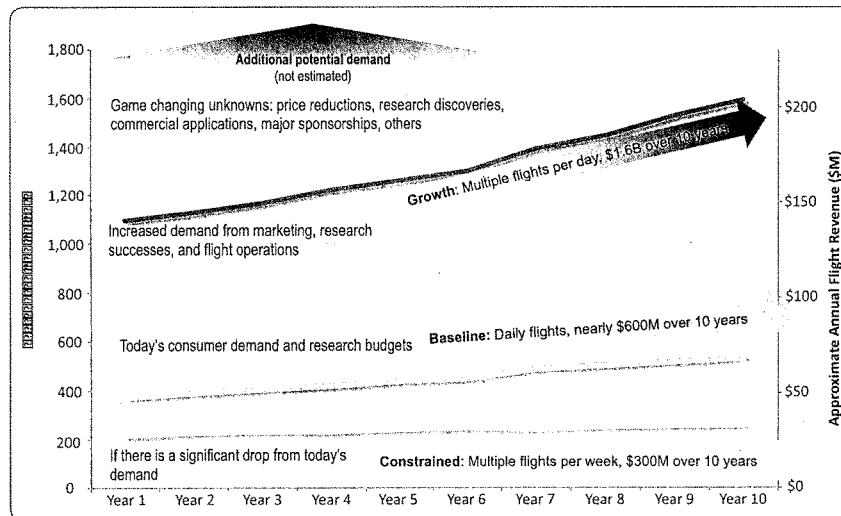 Additional potential demand
(not estimated)
Game changing unknowns: price reductions, research discoveries,
commercial applications, major sponsorships, others
Growth: Multiple flights per day, $1.6B over 10 years
Increased demand from marketing, research
successes, and flight operations
Baseline: Daily flights, nearly $600M over 10 years
Today's consumer demand and research budgets
If there is a significant drop from today's
demand
Constrained: Multiple flights per week, $300M over 10 years
1,800
1,600
1,400
1,200
1,000
800
600
400
200
0
$200
$150
$100
$50
$0
Approximate Annual Flight Revenue ($M)
Year 1 Year 2 Year 3 Year 4 Year 5 Year 6 Year 7 Year 8 Year 9 Year 10